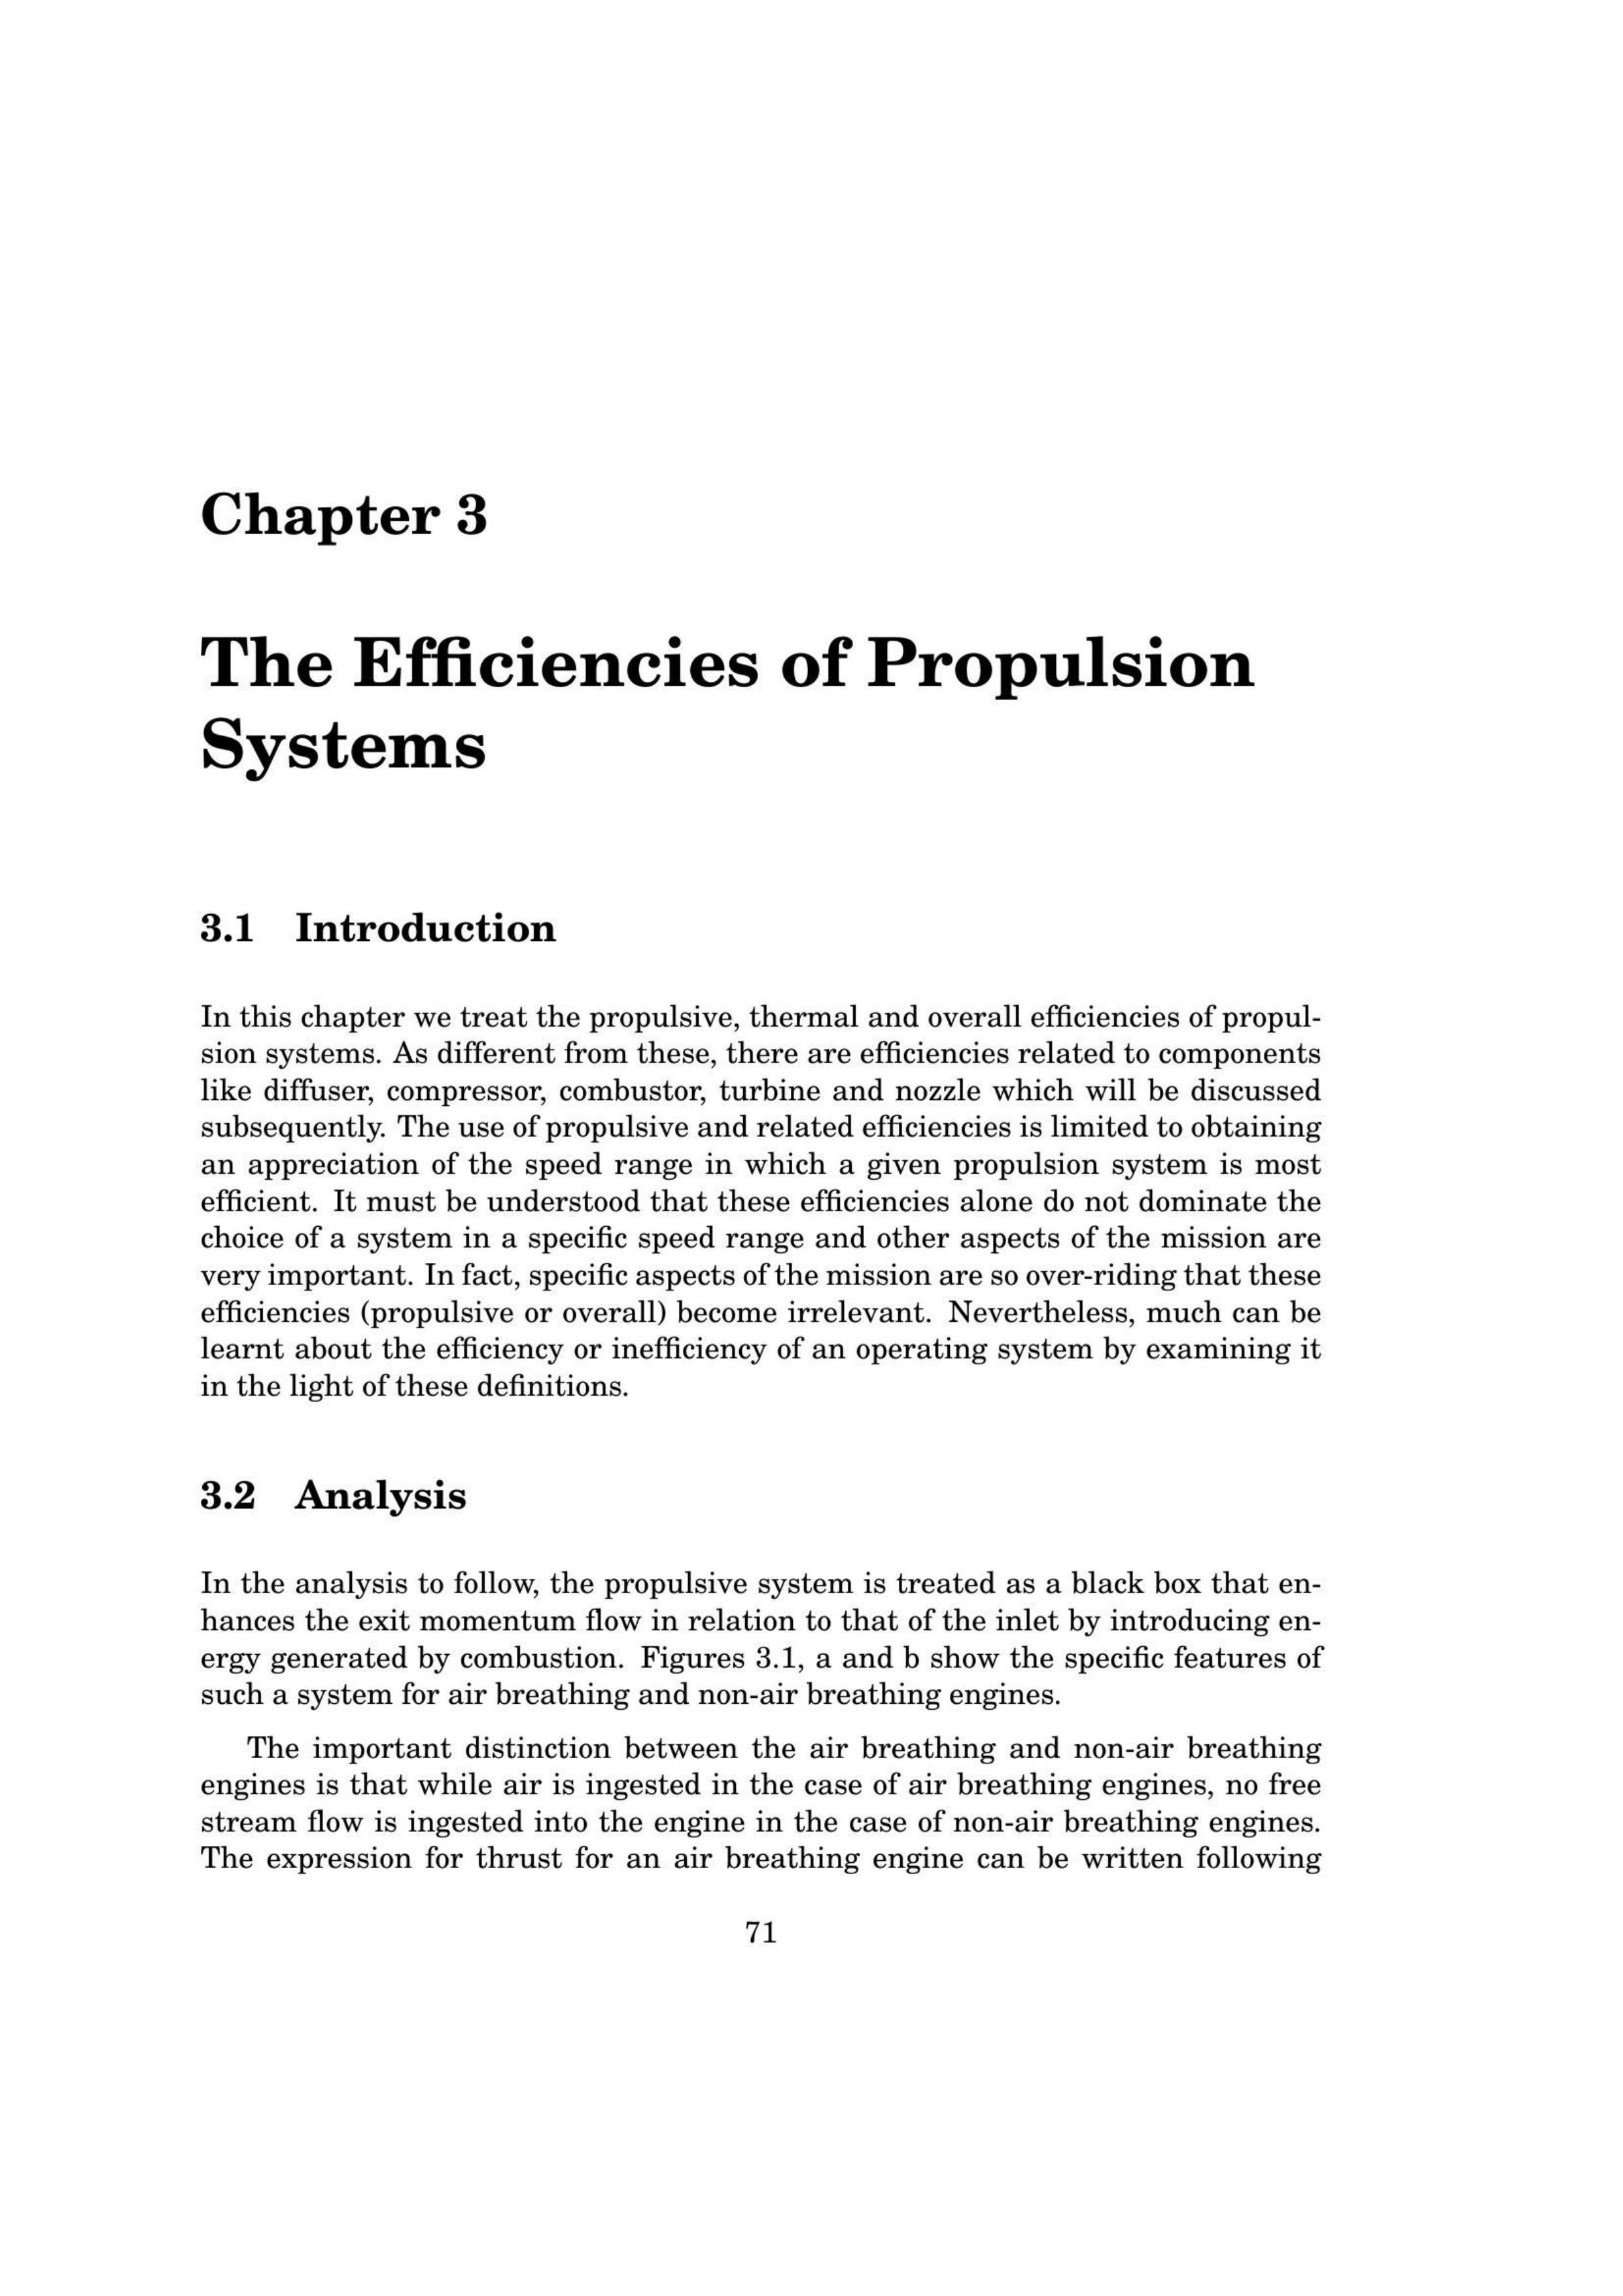 Chapter 3
The Efficiencies of Propulsion
Systems
3.1 Introduction
In this chapter we treat the propulsive, thermal and overall efficiencies of propul-
sion systems. As different from these, there are efficiencies related to components
like diffuser, compressor, combustor, turbine and nozzle which will be discussed
subsequently. The use of propulsive and related efficiencies is limited to obtaining
an appreciation of the speed range in which a given propulsion system is most
efficient. It must be understood that these efficiencies alone do not dominate the
choice of a system in a specific speed range and other aspects of the mission are
very important. In fact, specific aspects of the mission are so over-riding that these
efficiencies (propulsive or overall) become irrelevant. Nevertheless, much can be
learnt about the efficiency or inefficiency of an operating system by examining it
in the light of these definitions.
3.2 Analysis
In the analysis to follow, the propulsive system is treated as a black box that en-
hances the exit momentum flow in relation to that of the inlet by introducing en-
ergy generated by combustion. Figures 3.1, a and b show the specific features of
such a system for air breathing and non-air breathing engines.
The important distinction between the air breathing and non-air breathing
engines is that while air is ingested in the case of air breathing engines, no free
stream flow is ingested into the engine in the case of non-air breathing engines.
The expression for thrust for an air breathing engine can be written following
71